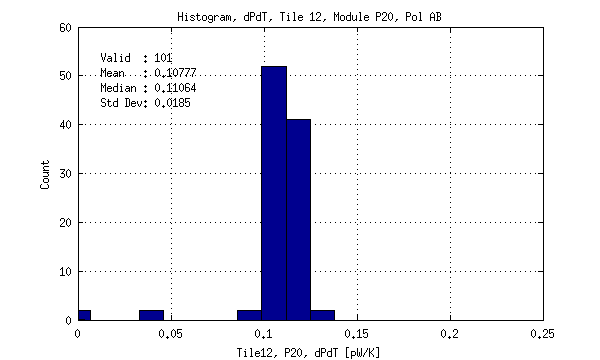 Histogram, dPdT, Tile 12, Module P20, Pol AB
60
50
40
30
20
10
0
Count
Valid : 101
Mean : 0.10777
Median : 0.11064
Std Dev: 0.0185
0 0.05 0.1 0.15 0.2 0.25
Tile12, P20, dPdT [pW/K]